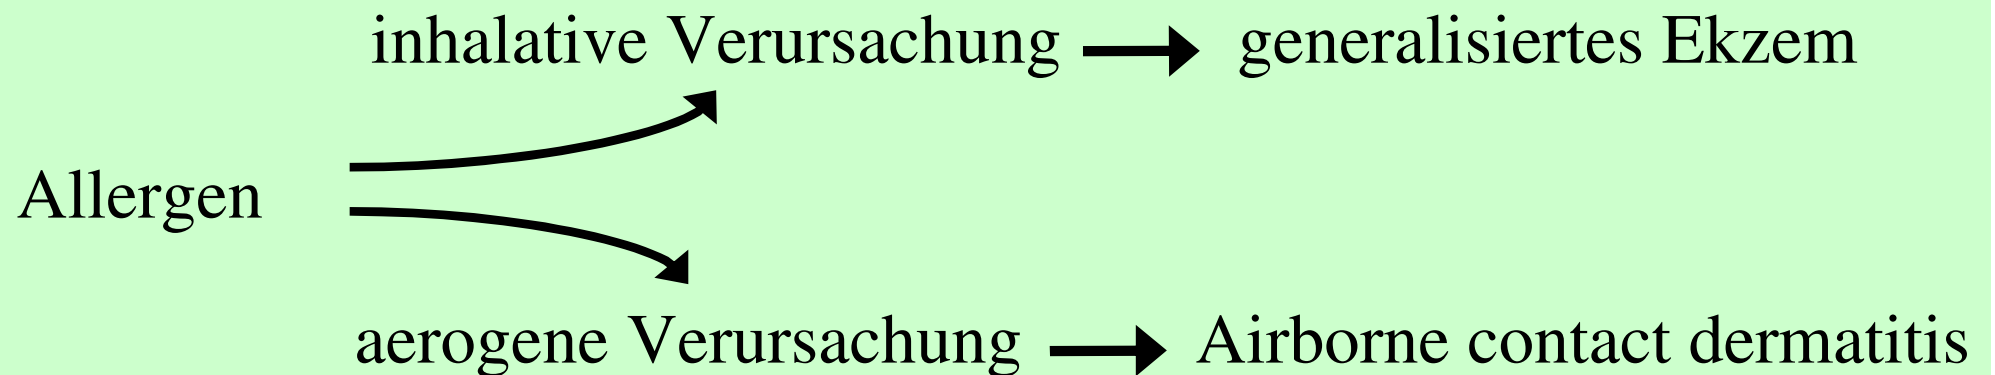 inhalative Verursachung generalisiertes Ekzem
Allergen
aerogene Verursachung Airborne contact dermatitis